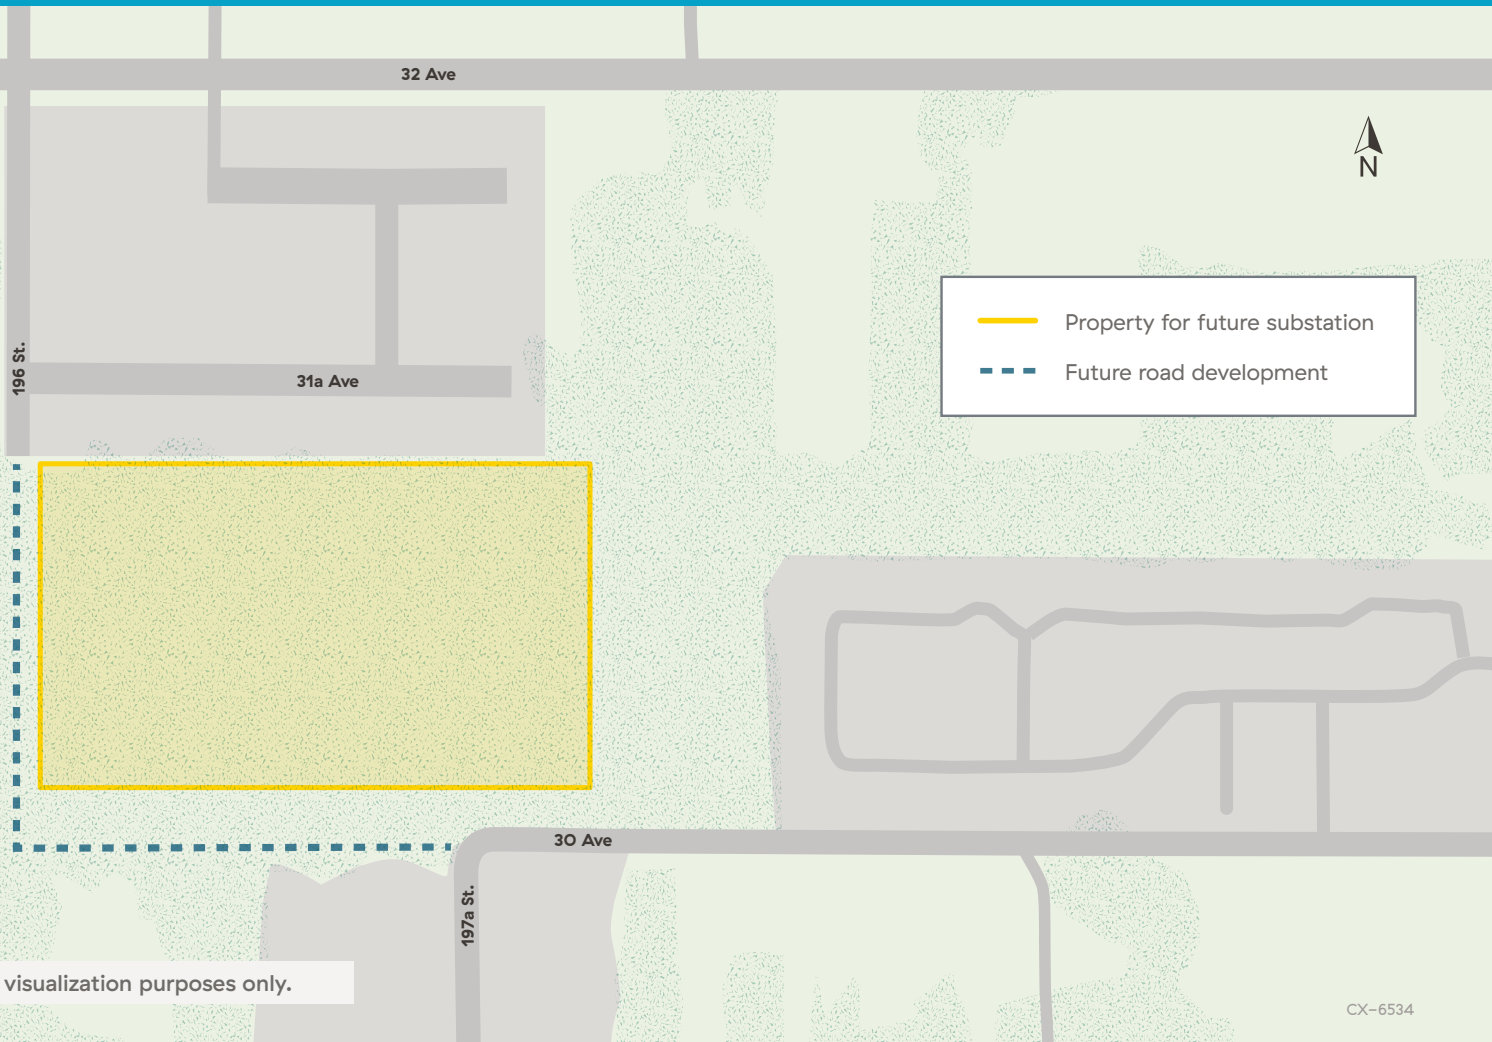 32 Ave
N
Property for future substation
196 St.
31a Ave
Future road development
30 Ave
197a St.
visualization purposes only.
CX-6534